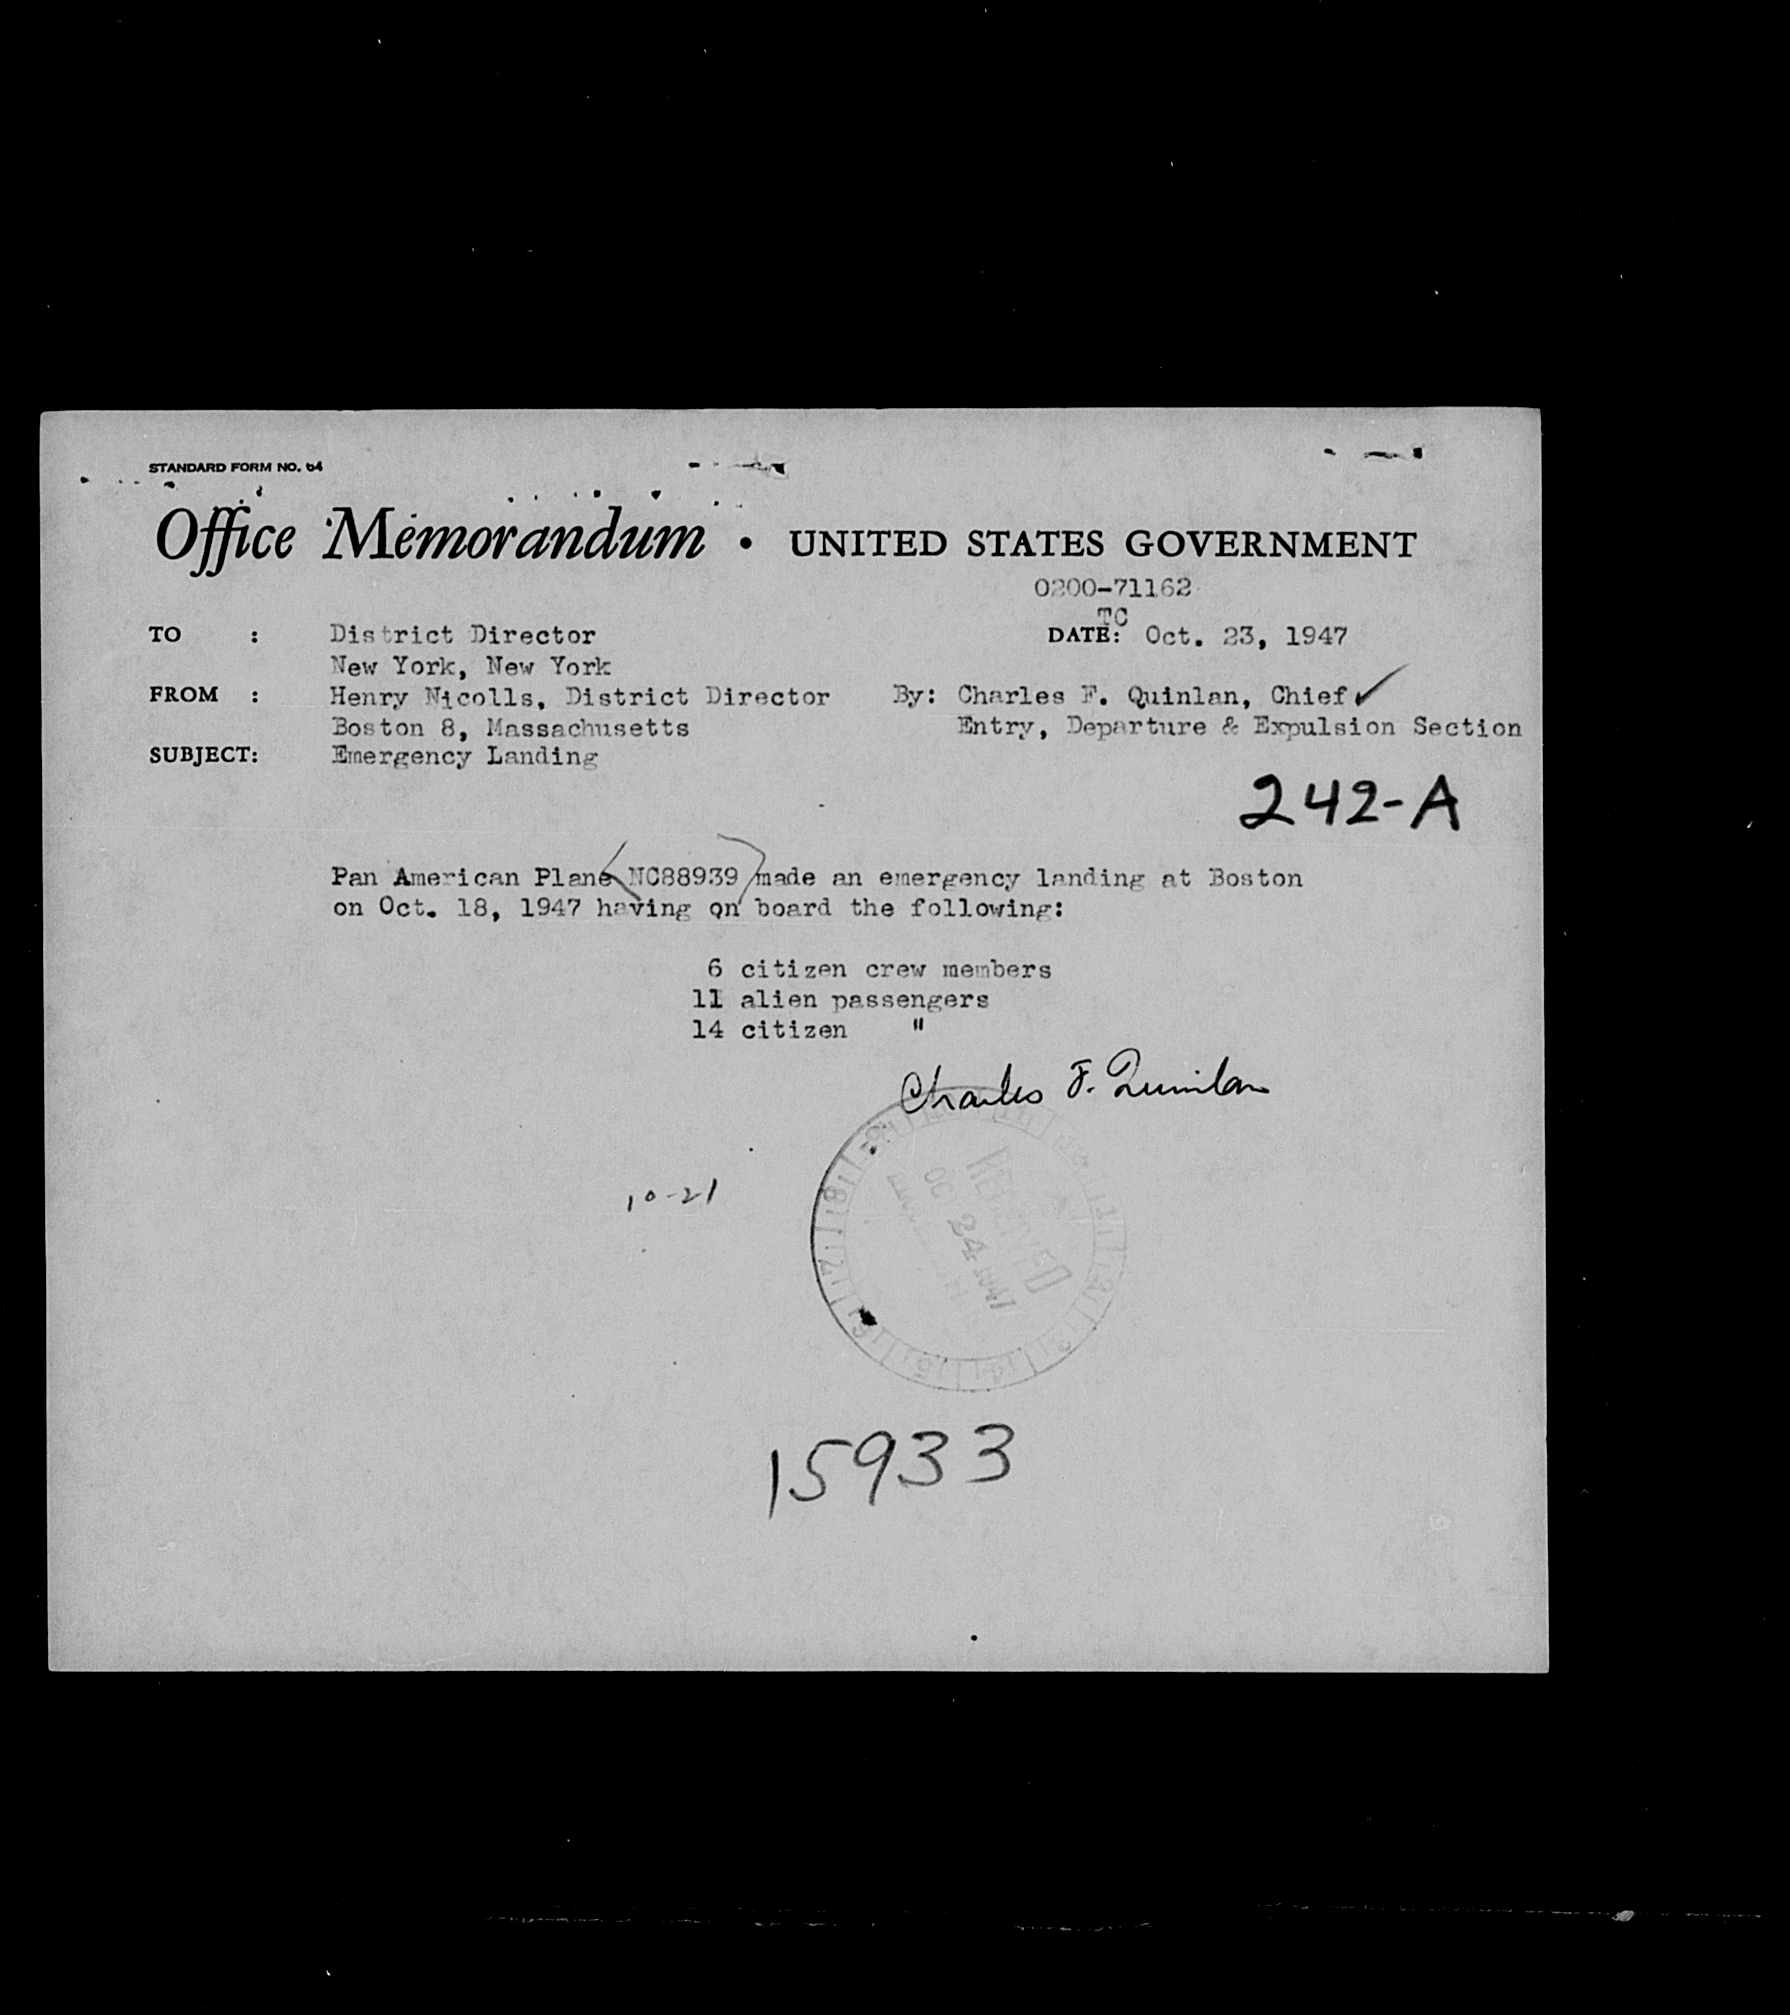 STANDARD FORM NO. 64
Office Memorandum • UNITED STATES GOVERNMENT
0200-71162
TC
TO : District Director DATE: Oct. 23, 1947
New York, New York
FROM : Henry Nicolls, District Director By: Charles F. Quinlan, Chief ✓
Boston 8, Massachusetts Entry, Departure & Expulsion Section
SUBJECT: Emergency Landing
242-A
Pan American Plane NC88939 made an emergency landing at Boston
on Oct. 18, 1947 having on board the following:
6 citizen crew members
11 alien passengers
14 citizen "
Charles F. Quinlan
10-21
RECEIVED
OC 24 1947
15933